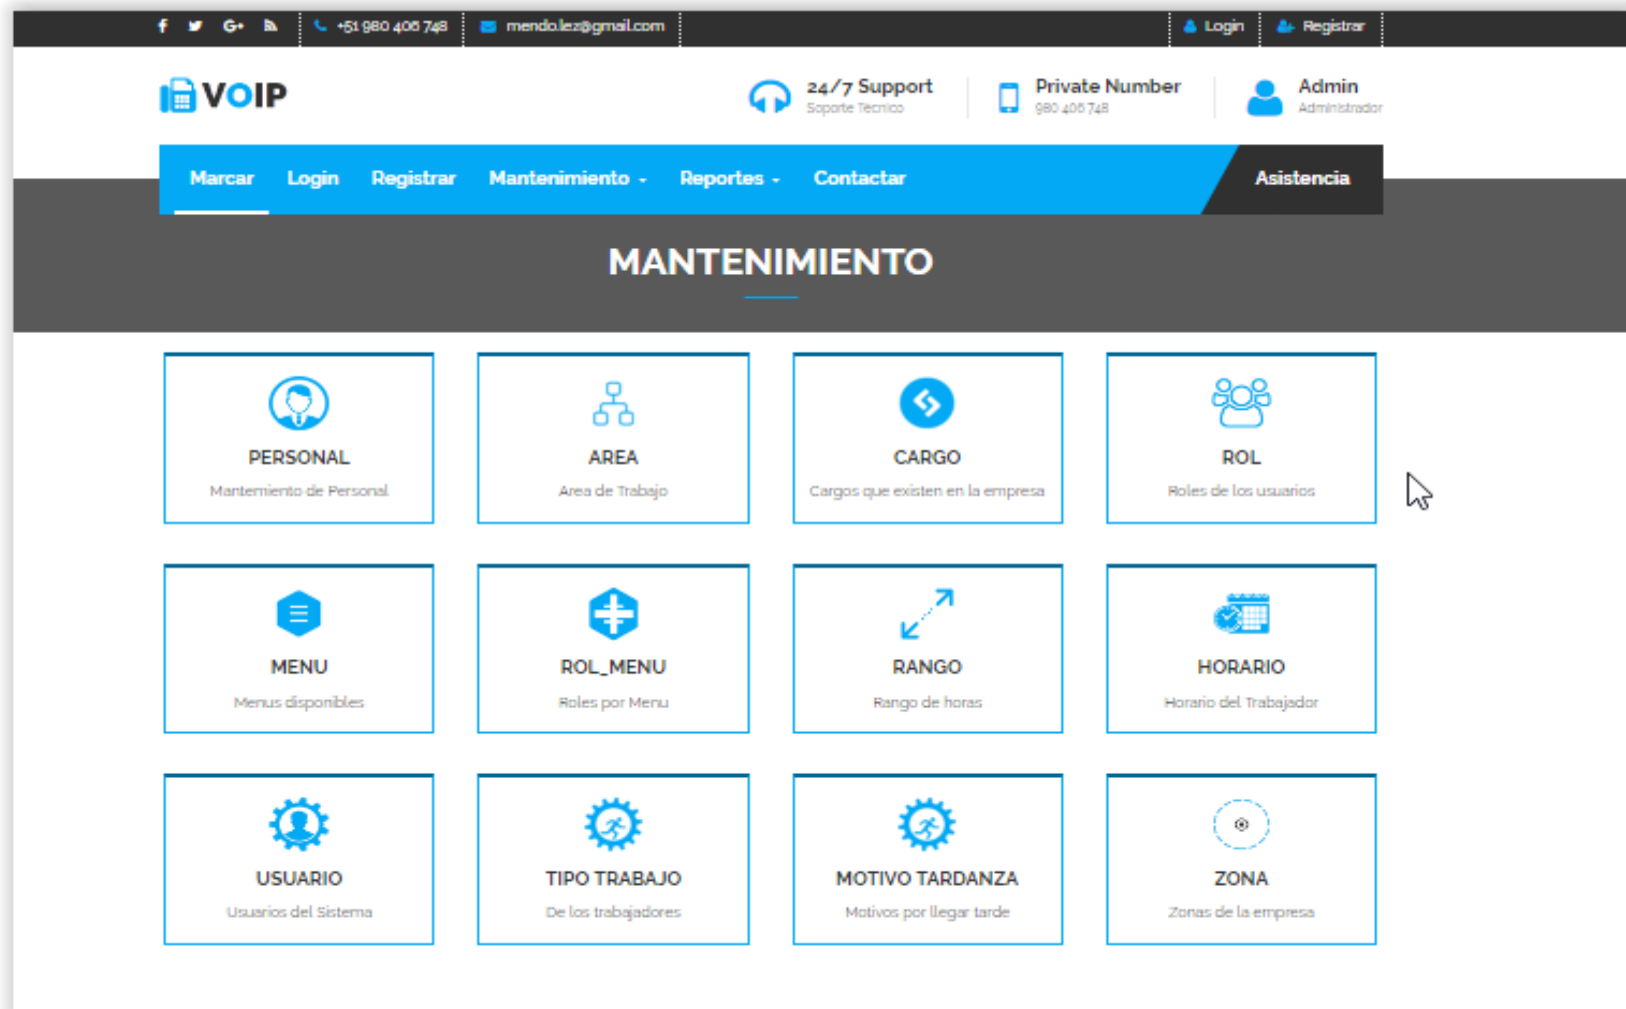 +51 980 406 748 mendo.lez@gmail.com Login Registrar
VOIP
24/7 Support
Soporte Tecnico
Private Number
980 406 748
Admin
Administrador
Marcar Login Registrar Mantenimiento Reportes Contactar Asistencia
MANTENIMIENTO
PERSONAL AREA CARGO ROL
Mantemiento de Personal Area de Trabajo Cargos que existen en la empresa Roles de los usuarios
MENU ROL_MENU RANGO HORARIO
Menus disponibles Roles por Menu Rango de horas Horario del Trabajador
USUARIO TIPO TRABAJO MOTIVO TARDANZA ZONA
Usuarios del Sistema De los trabajadores Motivos por llegar tarde Zonas de la empresa